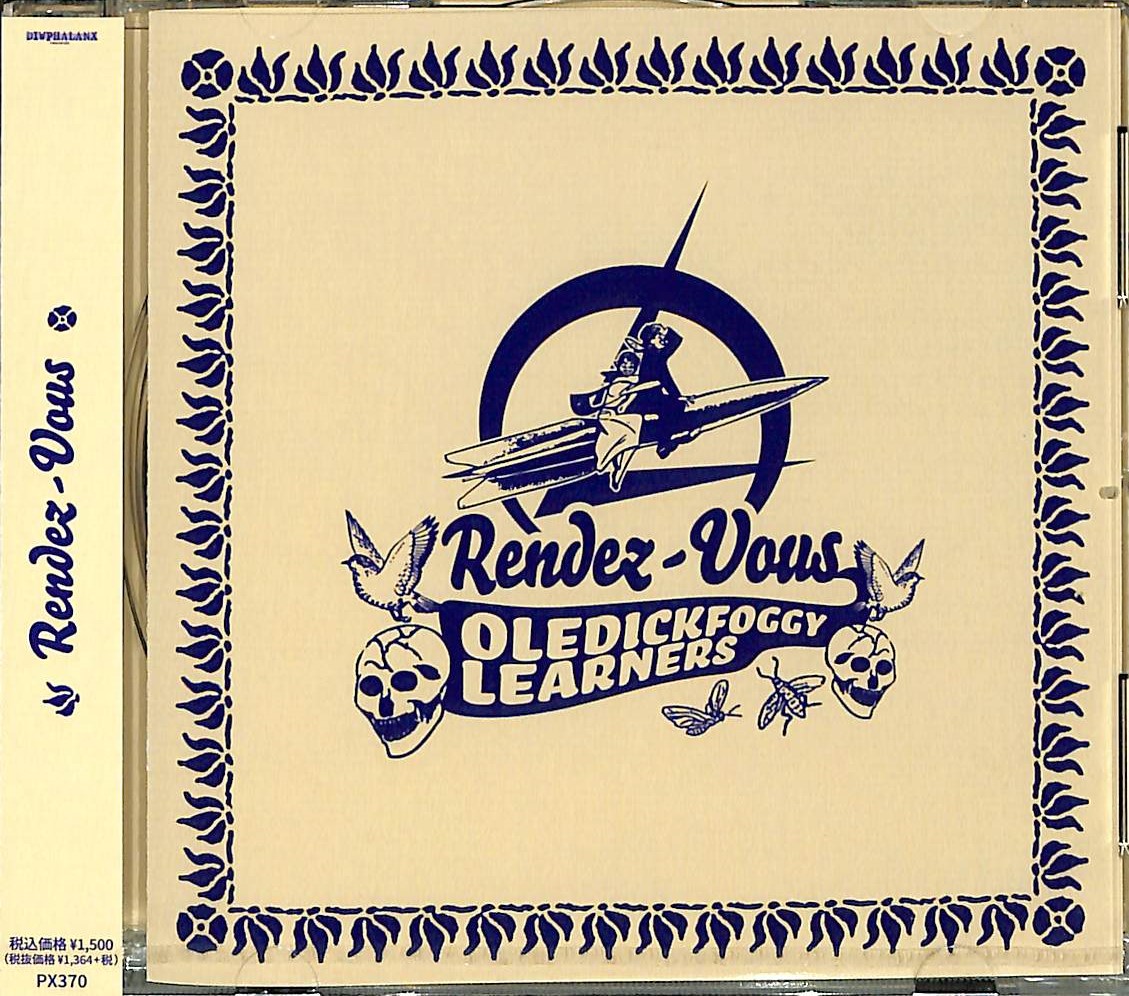 DIWPHALANX
Rendez-Vous
税込価格 ¥1,500
(税抜価格 ¥1,364+税)
PX370
Rendez-Vous
OLEDICKFOGGY
LEARNERS